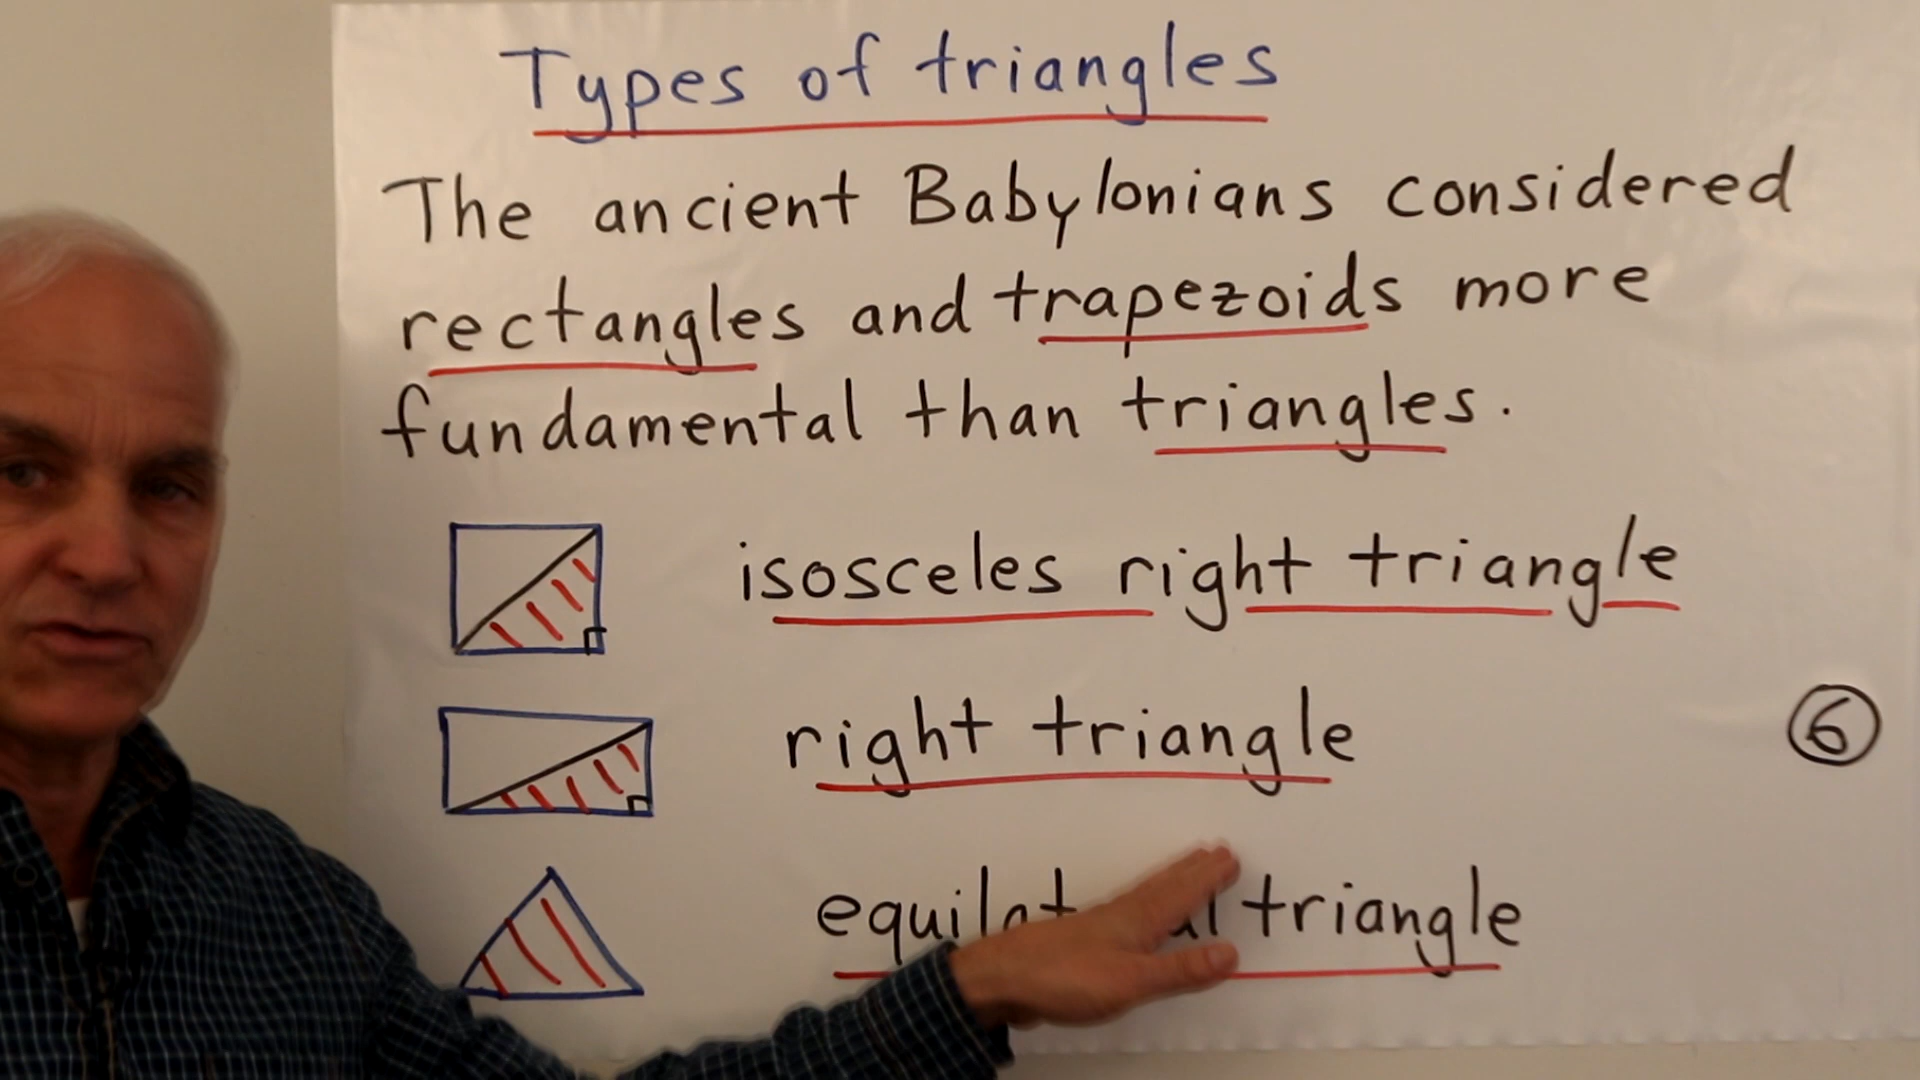 Types of triangles
The ancient Babylonians considered
rectangles and trapezoids more
fundamental than triangles.
isosceles right triangle
right triangle
6
triangle